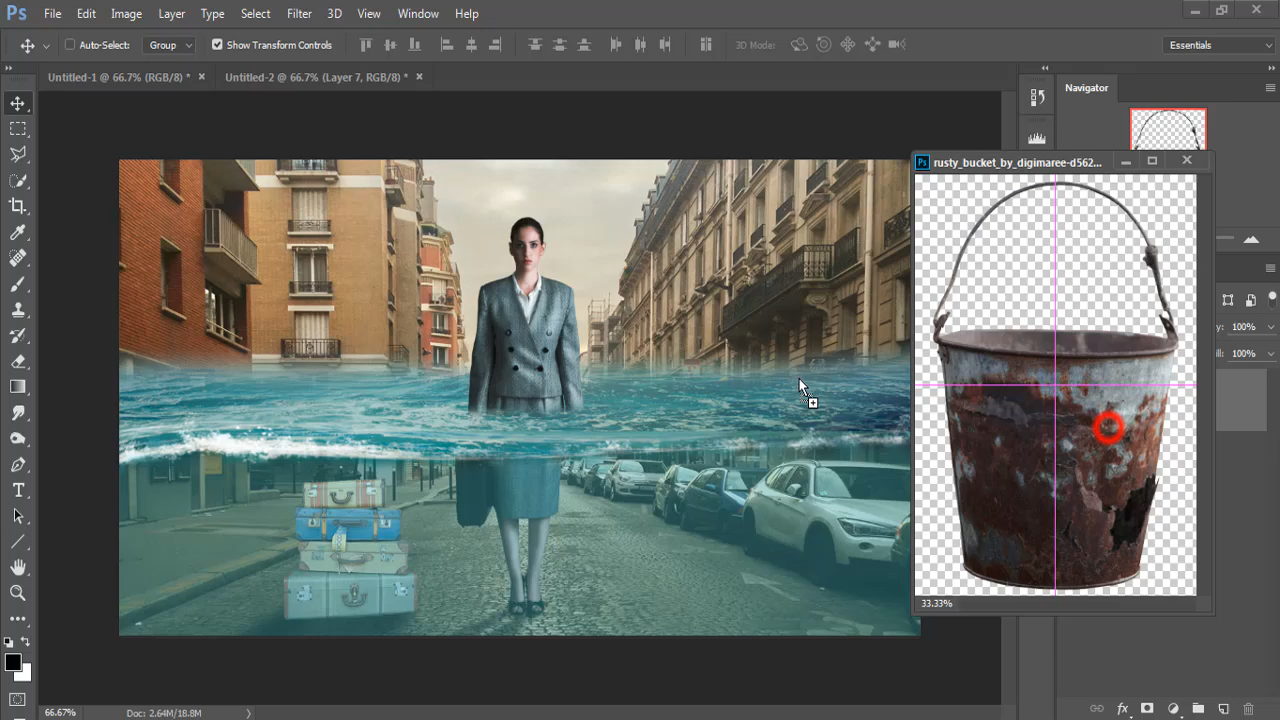 Ps File Edit Image Layer Type Select Filter 3D View Window Help
Auto-Select: Group Show Transform Controls 3D Mode: Essentials
Untitled-1 @ 66.7% (RGB/8) * × Untitled-2 @ 66.7% (Layer 7, RGB/8) * ×
Navigator
Ps rusty_bucket_by_digimaree-d562...
100%
100%
33.33%
66.67% Doc: 2.64M/18.8M